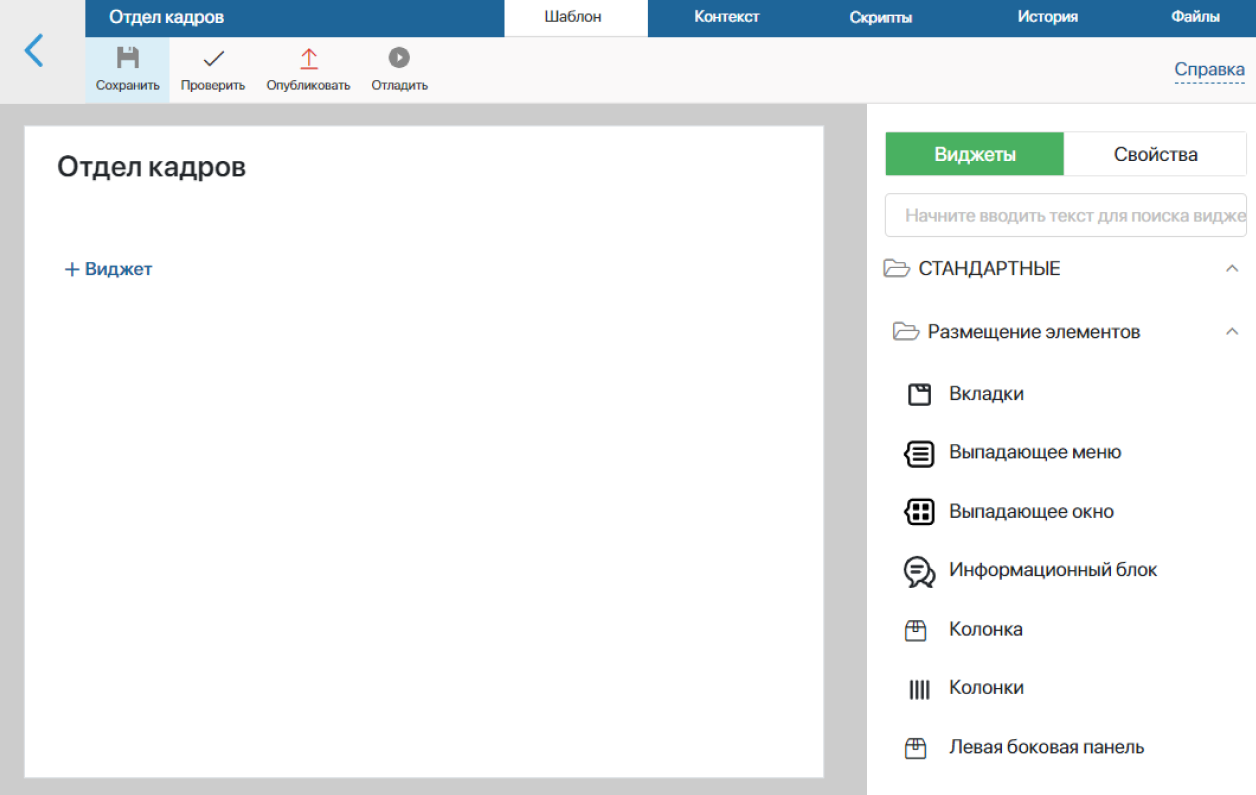 Отдел кадров
Шаблон
Контекст
Скрипты
История
Файлы
Сохранить
Проверить
Опубликовать
Отладить
Справка
Отдел кадров
+ Виджет
Виджеты
Свойства
Начните вводить текст для поиска видже
СТАНДАРТНЫЕ
Размещение элементов
Вкладки
Выпадающее меню
Выпадающее окно
Информационный блок
Колонка
Колонки
Левая боковая панель